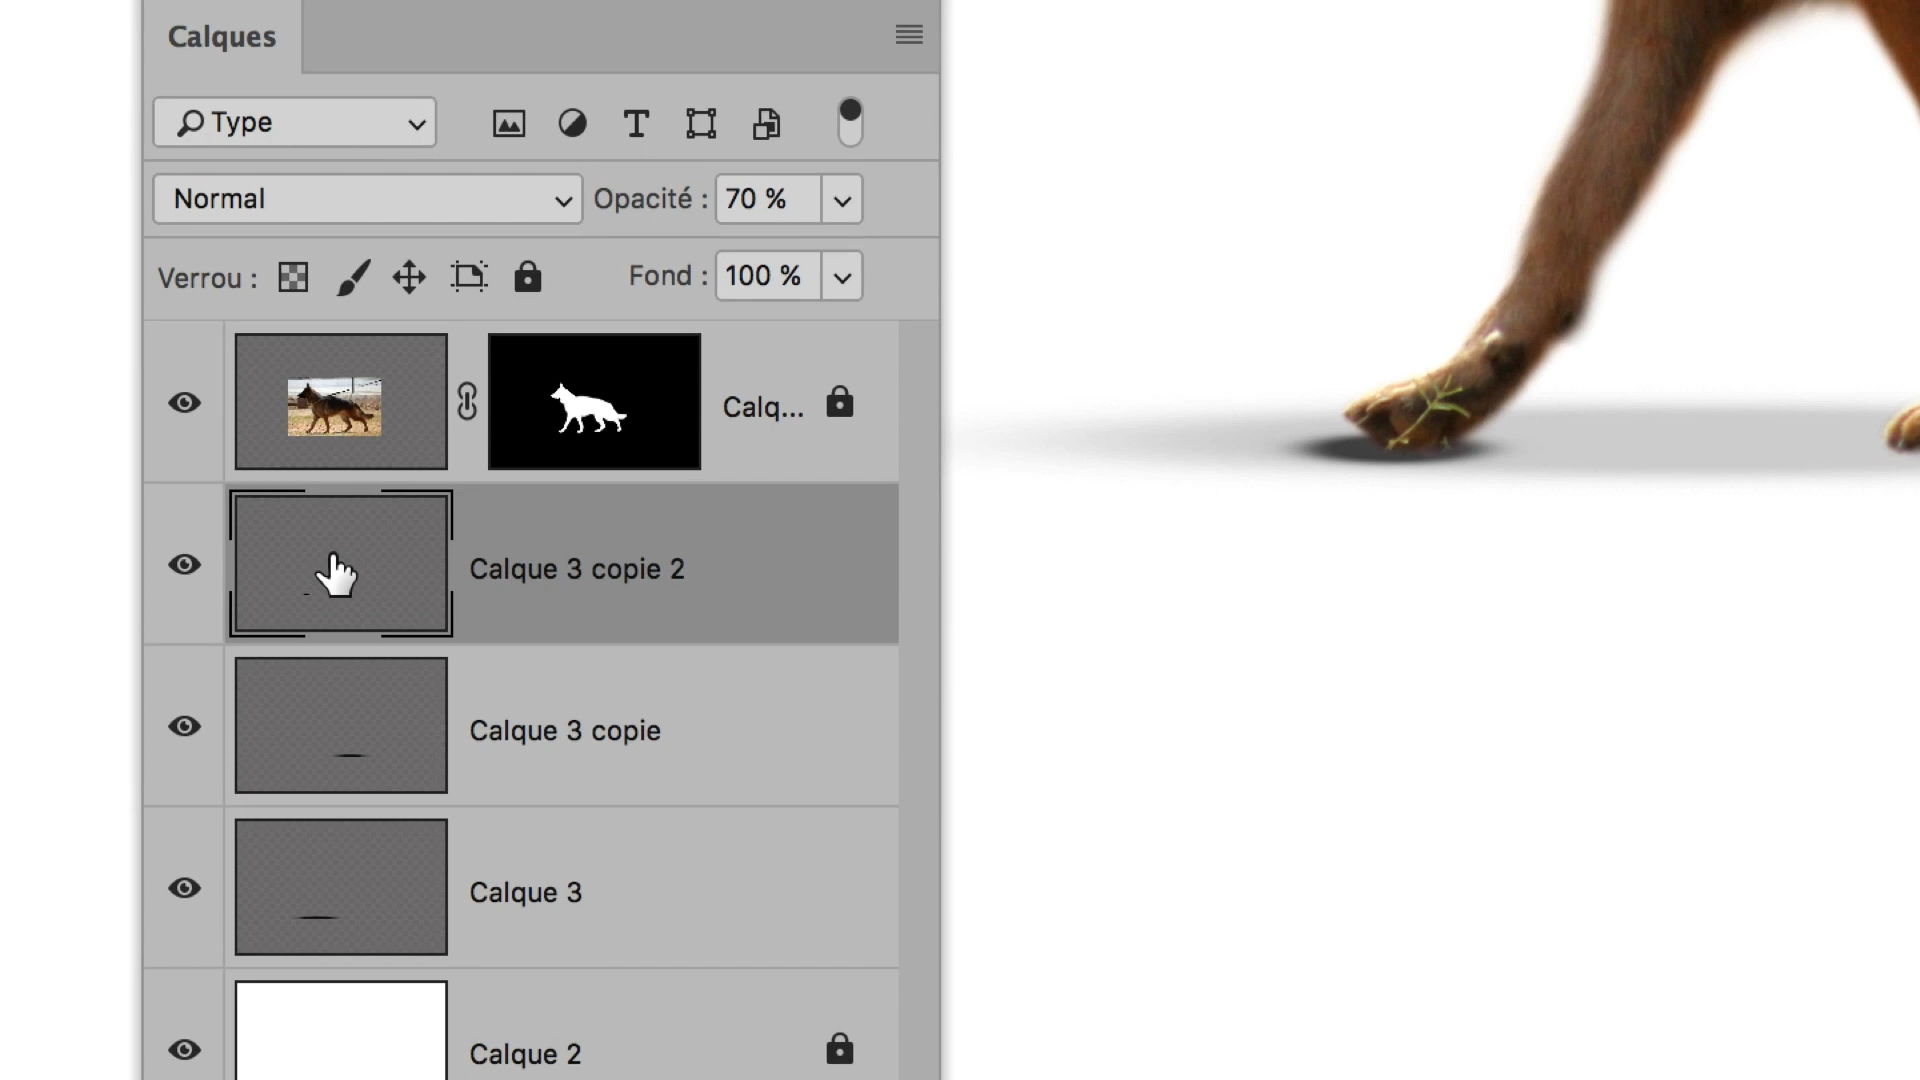 Calques
Type
Normal Opacité : 70 %
Verrou : Fond : 100 %
Calq...
Calque 3 copie 2
Calque 3 copie
Calque 3
Calque 2